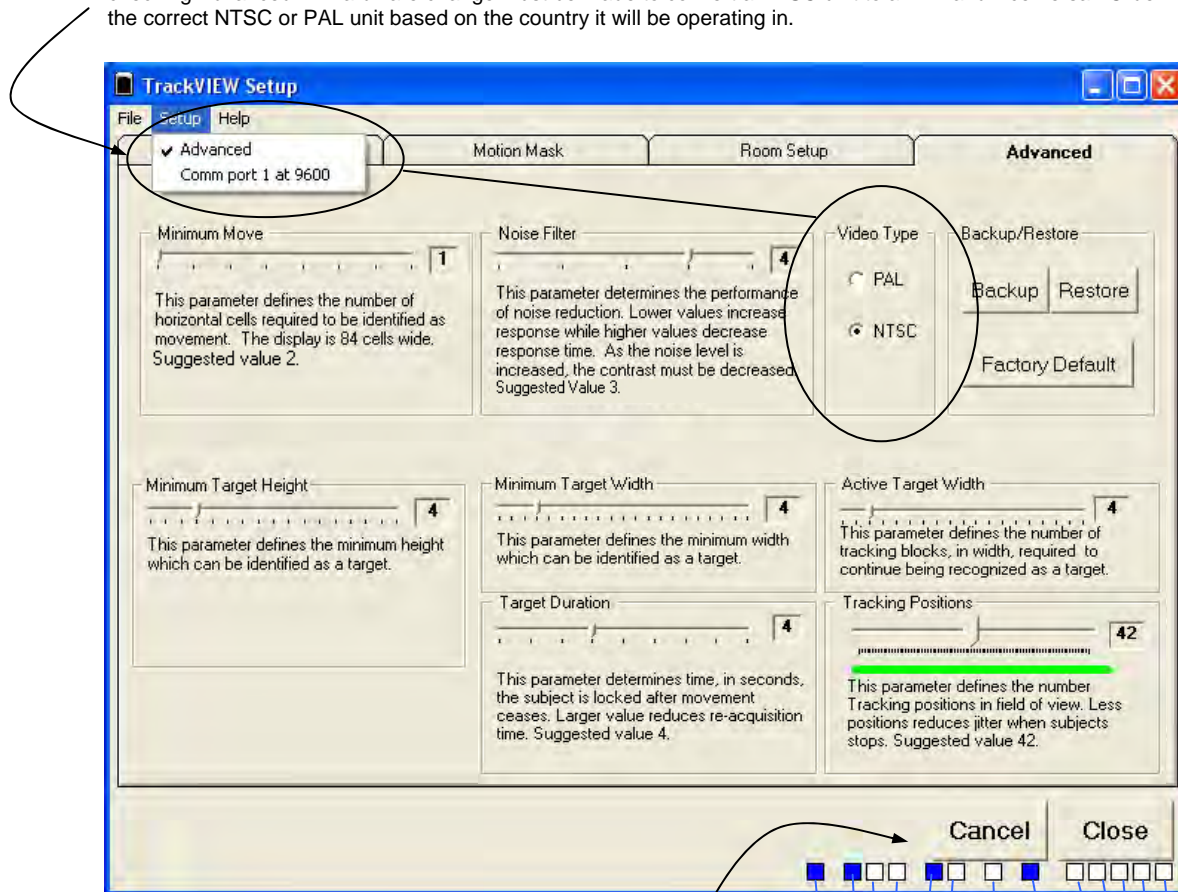 the correct NTSC or PAL unit based on the country it will be operating in.
TrackVIEW Setup
File Setup Help
Advanced
Comm port 1 at 9600
Motion Mask
Room Setup
Advanced
Minimum Move
1
This parameter defines the number of
horizontal cells required to be identified as
movement. The display is 84 cells wide.
Suggested value 2.
Noise Filter
4
This parameter determines the performance
of noise reduction. Lower values increase
response while higher values decrease
response time. As the noise level is
increased, the contrast must be decreased
Suggested Value 3.
Video Type
PAL
NTSC
Backup/Restore
Backup Restore
Factory Default
Minimum Target Height
4
This parameter defines the minimum height
which can be identified as a target.
Minimum Target Width
4
This parameter defines the minimum width
which can be identified as a target.
Active Target Width
4
This parameter defines the number of
tracking blocks, in width, required to
continue being recognized as a target.
Target Duration
4
This parameter determines time, in seconds,
the subject is locked after movement
ceases. Larger value reduces re-acquisition
time. Suggested value 4.
Tracking Positions
42
This parameter defines the number
Tracking positions in field of view. Less
positions reduces jitter when subjects
stops. Suggested value 42.
Cancel Close